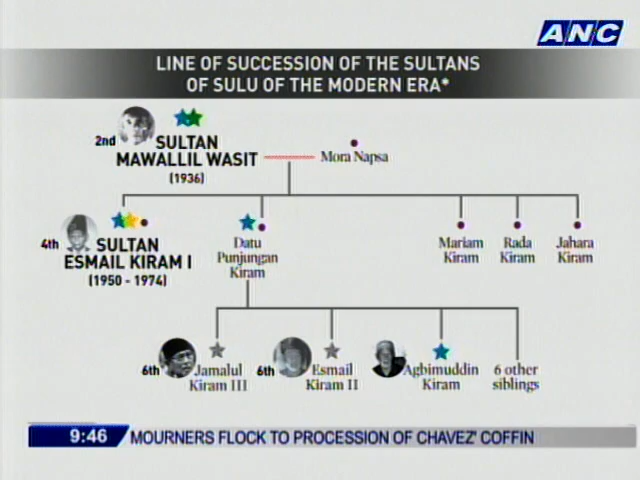 ANC
LINE OF SUCCESSION OF THE SULTANS
OF SULU OF THE MODERN ERA*
2nd
SULTAN
MAWALLIL WASIT
(1936)
Mora Napsa
4th
SULTAN
ESMAIL KIRAM I
(1950 - 1974)
Datu
Punjungan
Kiram
Mariam
Kiram
Rada
Kiram
Jahara
Kiram
6th
Jamalul
Kiram III
6th
Esmail
Kiram II
Agbimuddin
Kiram
6 other
siblings
9:46 MOURNERS FLOCK TO PROCESSION OF CHAVEZ' COFFIN